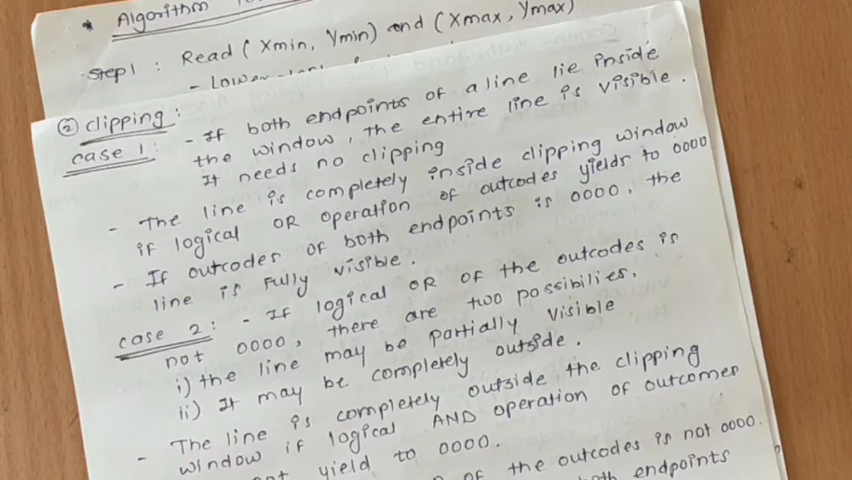 * Algorithm
Step 1 : Read (Xmin, Ymin) and (Xmax, Ymax)
② clipping :
case 1 : - If both endpoints of a line lie inside
the window, the entire line is visible.
It needs no clipping
- The line is completely inside clipping window
if logical OR operation of outcodes yields to 0000
- If outcodes of both endpoints is 0000, the
line is fully visible.
case 2 : - If logical OR of the outcodes is
not 0000, there are two possibilies,
i) the line may be partially visible
ii) It may be completely outside.
- The line is completely outside the clipping
window if logical AND operation of outcomes
yield to 0000.
of the outcodes is not 0000.
both endpoints